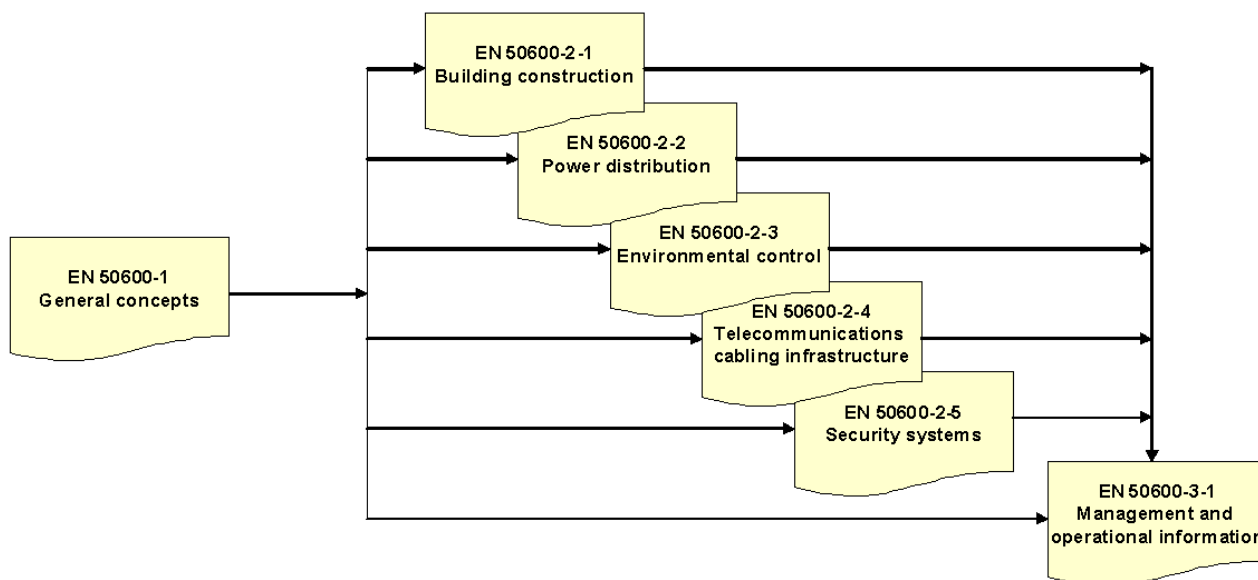 EN 50600-2-1
Building construction
EN 50600-2-2
Power distribution
EN 50600-2-3
Environmental control
EN 50600-1
General concepts
EN 50600-2-4
Telecommunications
cabling infrastructure
EN 50600-2-5
Security systems
EN 50600-3-1
Management and
operational information